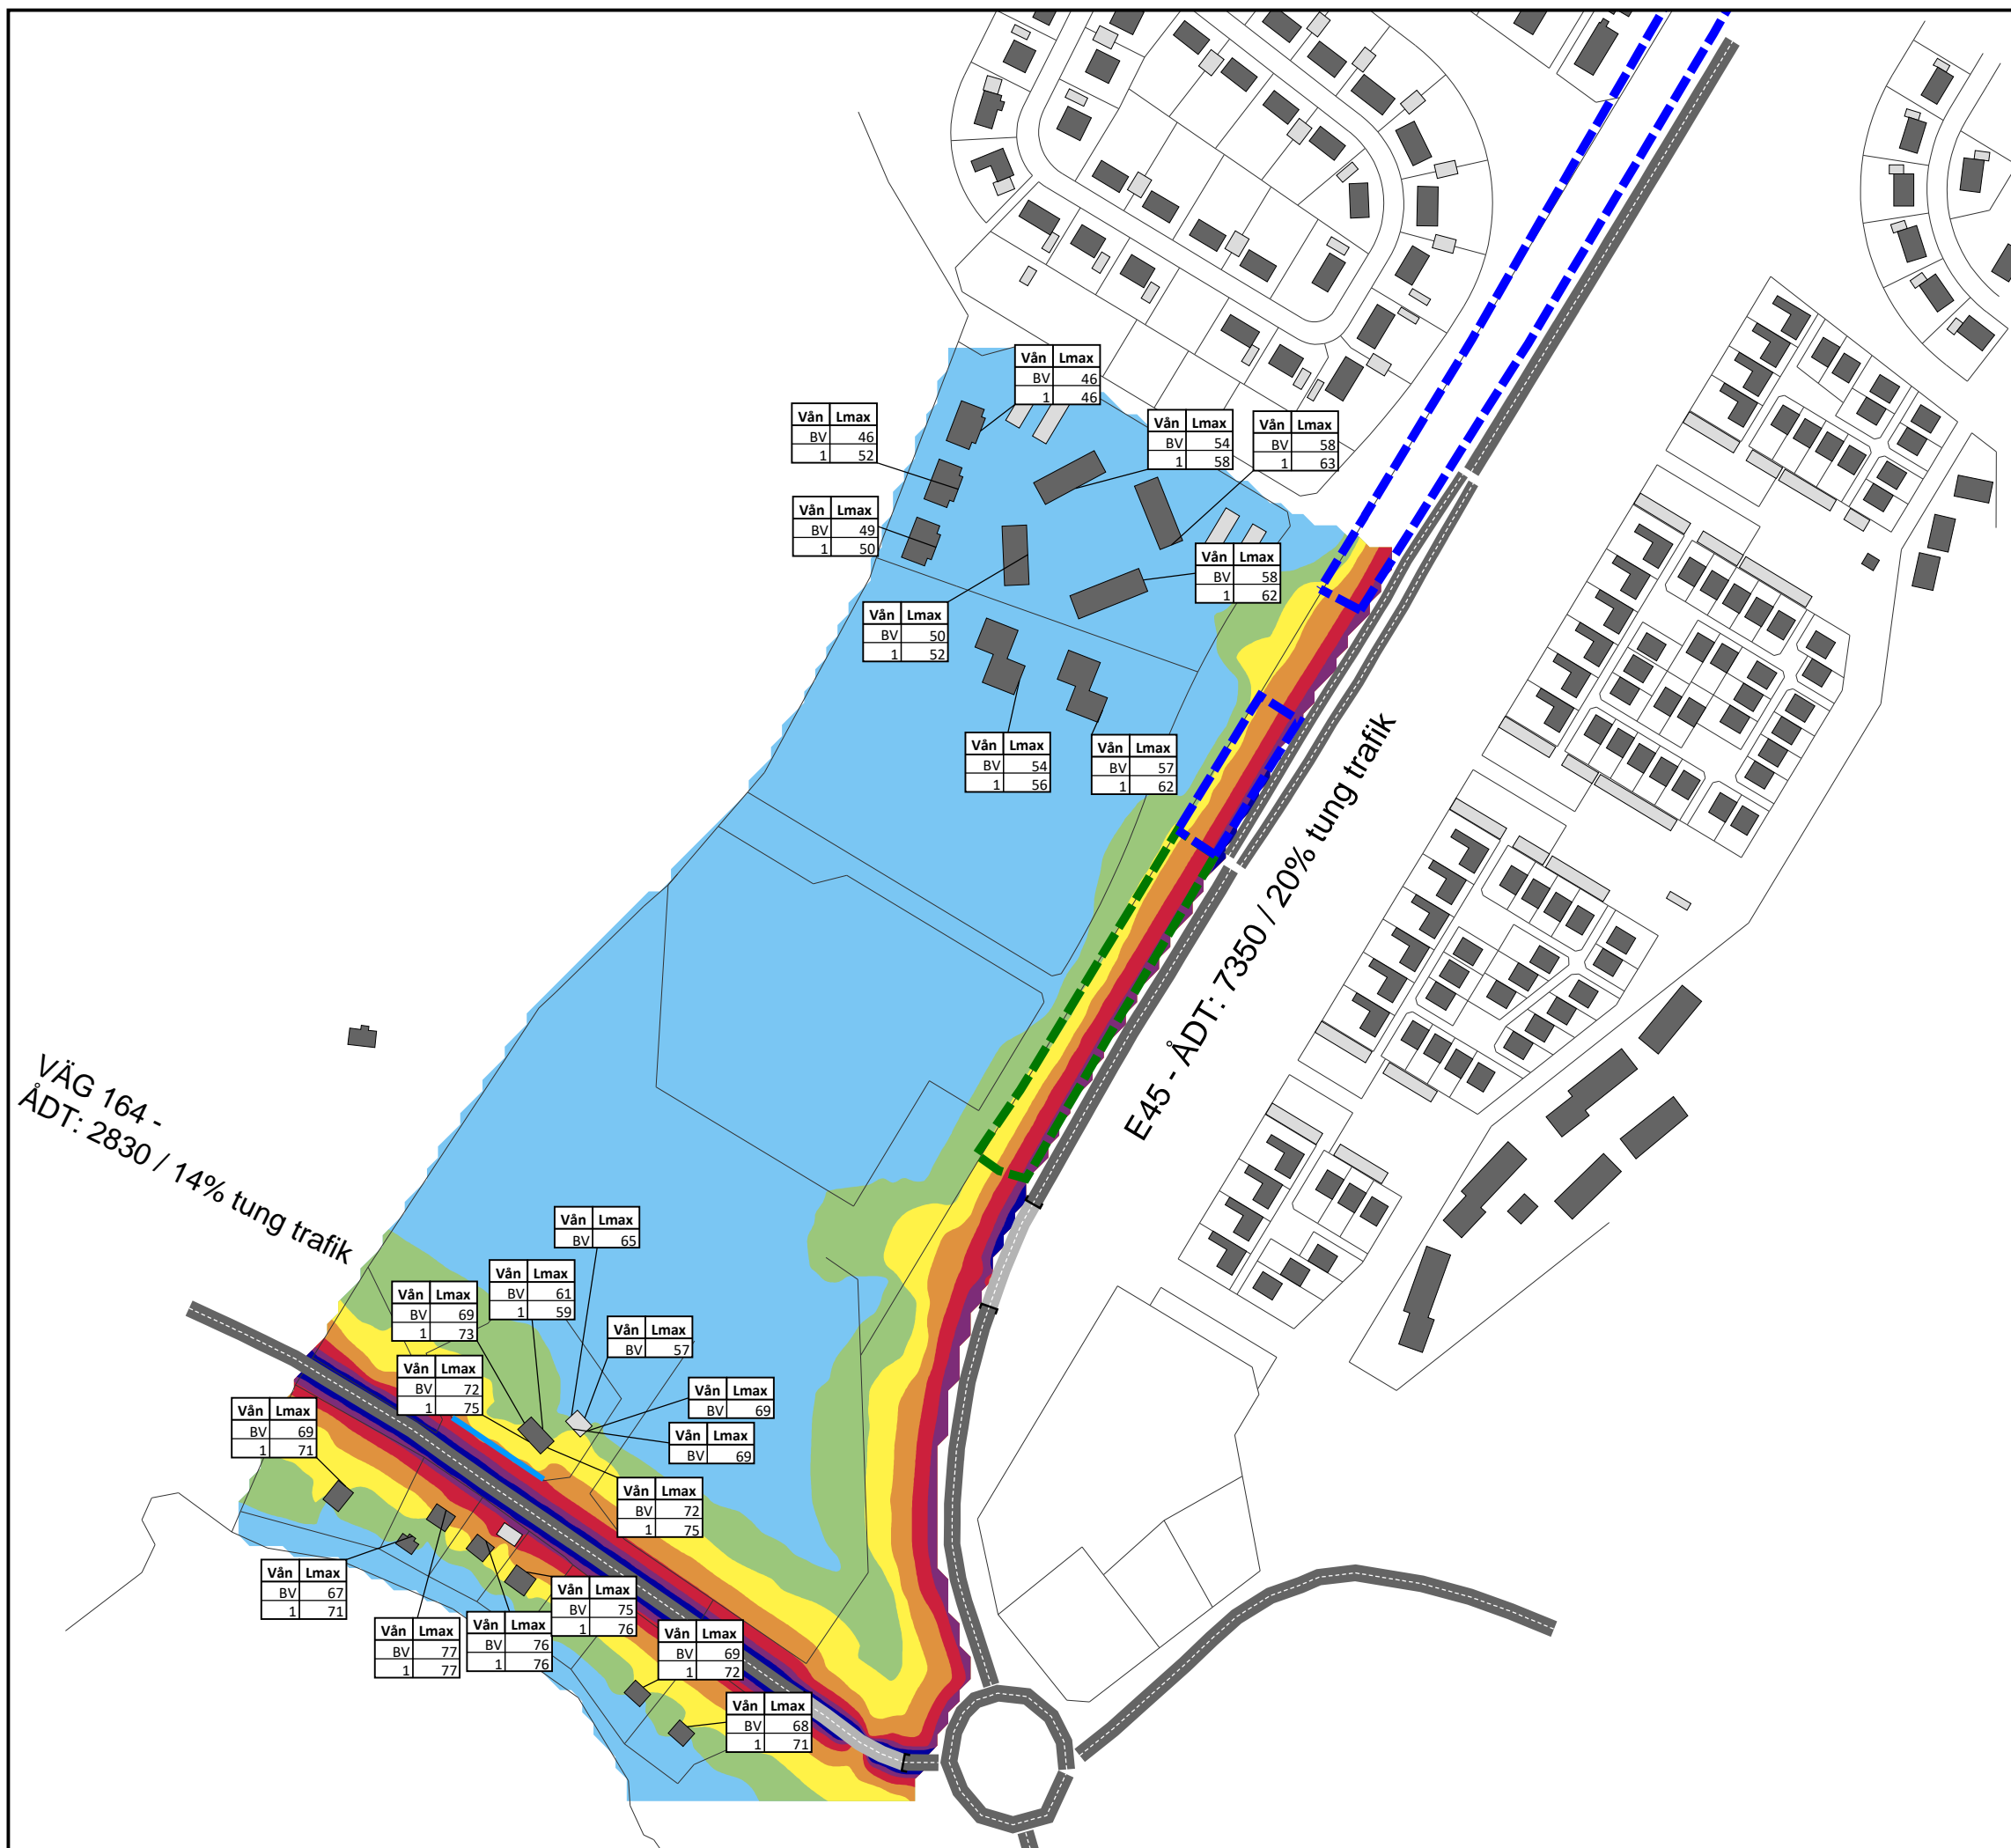 Vån Lmax
BV 46
1 46
Vån Lmax
BV 46
1 52
Vån Lmax
BV 54
1 58
Vån Lmax
BV 58
1 63
Vån Lmax
BV 49
1 50
Vån Lmax
BV 58
1 62
Vån Lmax
BV 50
1 52
Vån Lmax
BV 54
1 56
Vån Lmax
BV 57
1 62
E45 - ÅDT: 7350 / 20% tung trafik
VÄG 164 -
ÅDT: 2830 / 14% tung trafik
Vån Lmax
BV 65
Vån Lmax
BV 61
1 59
Vån Lmax
BV 69
1 73
Vån Lmax
BV 57
Vån Lmax
BV 72
1 75
Vån Lmax
BV 69
Vån Lmax
BV 69
1 71
Vån Lmax
BV 69
Vån Lmax
BV 72
1 75
Vån Lmax
BV 67
1 71
Vån Lmax
BV 75
1 76
Vån Lmax
BV 77
1 77
Vån Lmax
BV 76
1 76
Vån Lmax
BV 69
1 72
Vån Lmax
BV 68
1 71